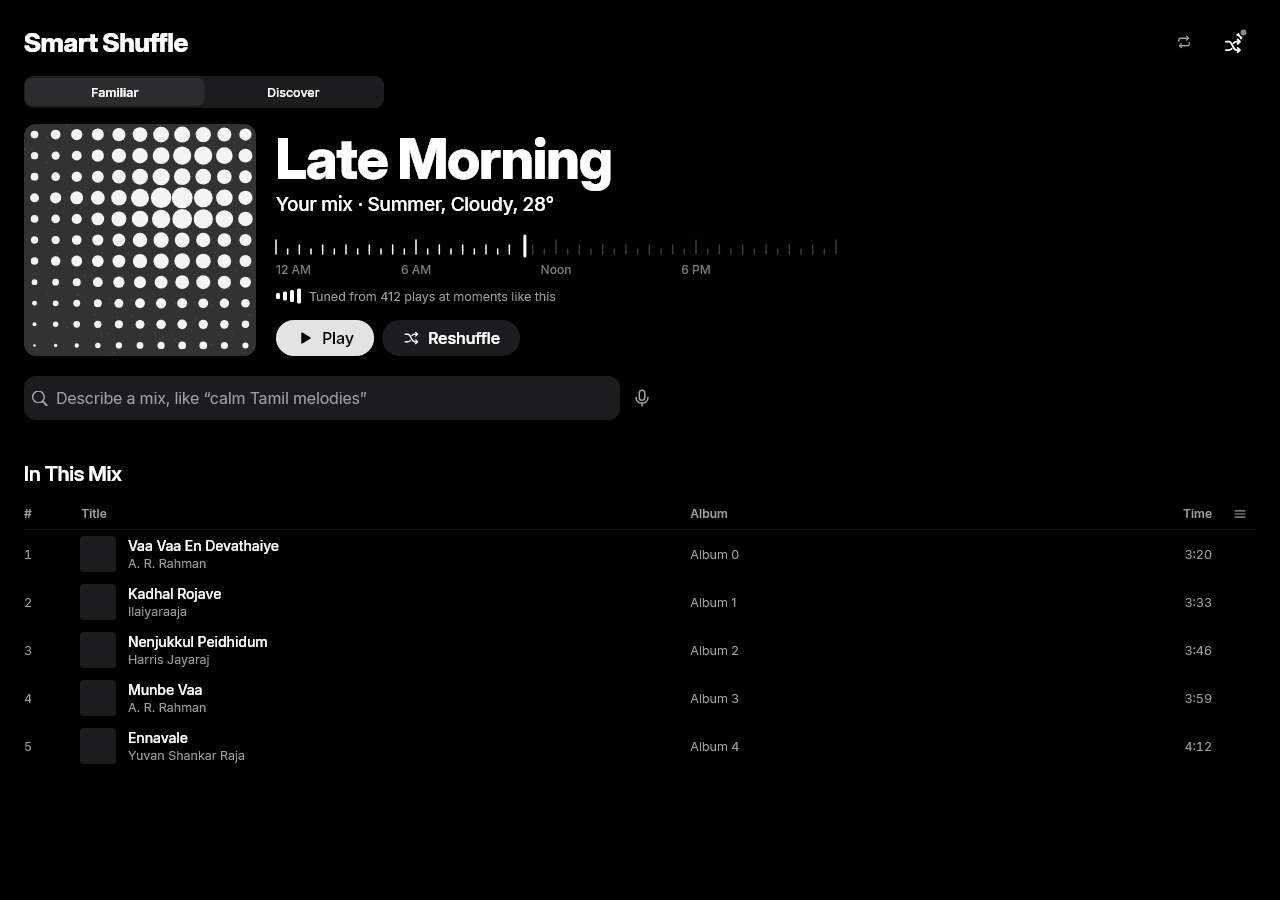 Smart Shuffle
Familiar
Discover
Late Morning
Your mix · Summer, Cloudy, 28°
12 AM
6 AM
Noon
6 PM
Tuned from 412 plays at moments like this
Play
Reshuffle
Describe a mix, like “calm Tamil melodies”
In This Mix
# Title Album Time
1 Vaa Vaa En Devathaiye Album 0 3:20
A. R. Rahman
2 Kadhal Rojave Album 1 3:33
Ilaiyaraaja
3 Nenjukkul Peidhidum Album 2 3:46
Harris Jayaraj
4 Munbe Vaa Album 3 3:59
A. R. Rahman
5 Ennavale Album 4 4:12
Yuvan Shankar Raja